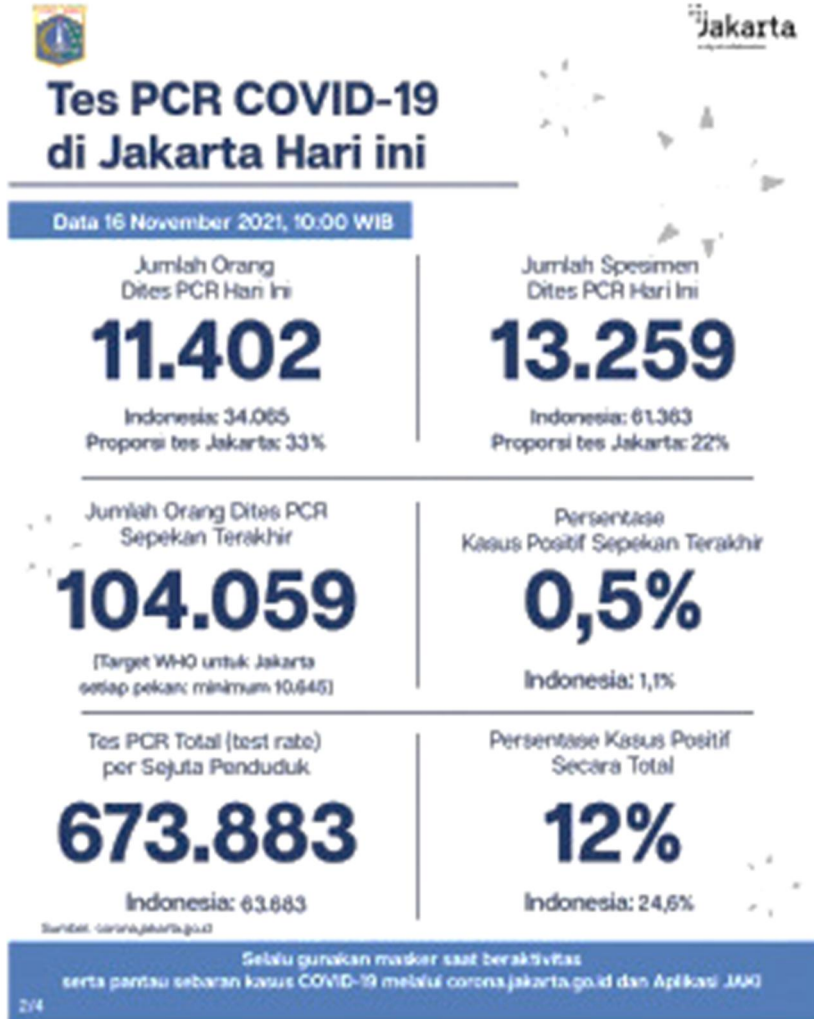 Jakarta
Tes PCR COVID-19
di Jakarta Hari ini
Data 16 November 2021, 10:00 WIB
Jumlah Orang
Dites PCR Hari Ini
11.402
Indonesia: 34.065
Proporsi tes Jakarta: 33%
Jumlah Spesimen
Dites PCR Hari Ini
13.259
Indonesia: 61.363
Proporsi tes Jakarta: 22%
Jumlah Orang Dites PCR
Sepekan Terakhir
104.059
[Target WHO untuk Jakarta
setiap pekan: minimum 10.645]
Persentase
Kasus Positif Sepekan Terakhir
0,5%
Indonesia: 1,1%
Tes PCR Total (test rate)
per Sejuta Penduduk
673.883
Indonesia:
Persentase Kasus Positif
Secara Total
12%
Indonesia: 24,6%
Sumber: corona.jakarta.go.id
Selalu gunakan masker saat beraktivitas
serta pantau sebaran kasus COVID-19 melalui corona.jakarta.go.id dan Aplikasi JAKI
2/4